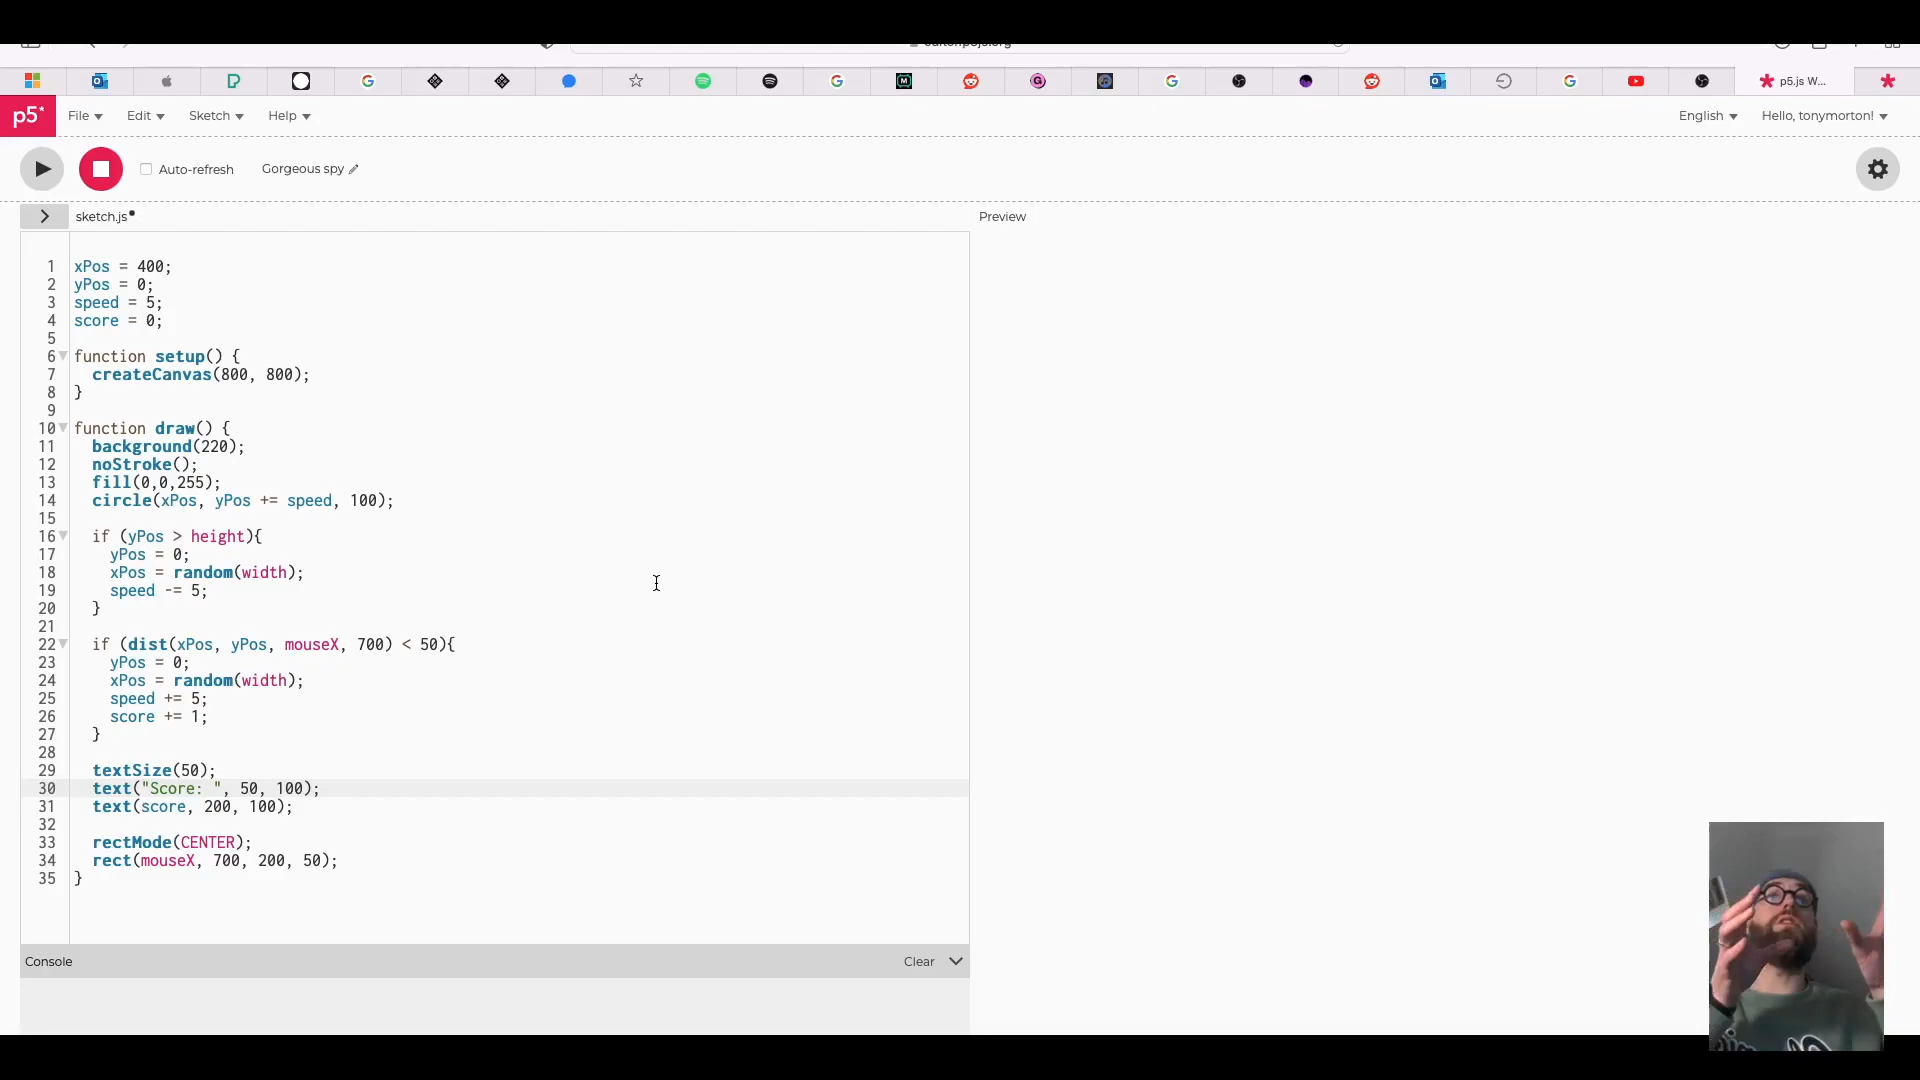 p5.js W...
p5* File Edit Sketch Help English Hello, tonymorton!
Auto-refresh Gorgeous spy
sketch.js Preview
1 xPos = 400;
2 yPos = 0;
3 speed = 5;
4 score = 0;
5
6 function setup() {
7 createCanvas(800, 800);
8 }
9
10 function draw() {
11 background(220);
12 noStroke();
13 fill(0,0,255);
14 circle(xPos, yPos += speed, 100);
15
16 if (yPos > height){
17 yPos = 0;
18 xPos = random(width);
19 speed -= 5;
20 }
21
22 if (dist(xPos, yPos, mouseX, 700) < 50){
23 yPos = 0;
24 xPos = random(width);
25 speed += 5;
26 score += 1;
27 }
28
29 textSize(50);
30 text("Score: ", 50, 100);
31 text(score, 200, 100);
32
33 rectMode(CENTER);
34 rect(mouseX, 700, 200, 50);
35 }
Console Clear